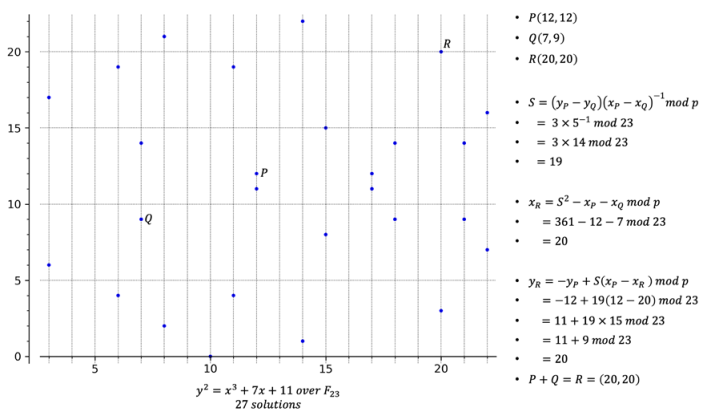 20
15
10
5
0
R
P
Q
5
10
15
20
y² = x³ + 7x + 11 over F₂₃
27 solutions
• P(12,12)
• Q(7,9)
• R(20,20)
• S = (y_P − y_Q)(x_P − x_Q)⁻¹ mod p
• = 3 × 5⁻¹ mod 23
• = 3 × 14 mod 23
• = 19
• x_R = S² − x_P − x_Q mod p
• = 361 − 12 − 7 mod 23
• = 20
• y_R = −y_P + S(x_P − x_R ) mod p
• = −12 + 19(12 − 20) mod 23
• = 11 + 19 × 15 mod 23
• = 11 + 9 mod 23
• = 20
• P + Q = R = (20,20)